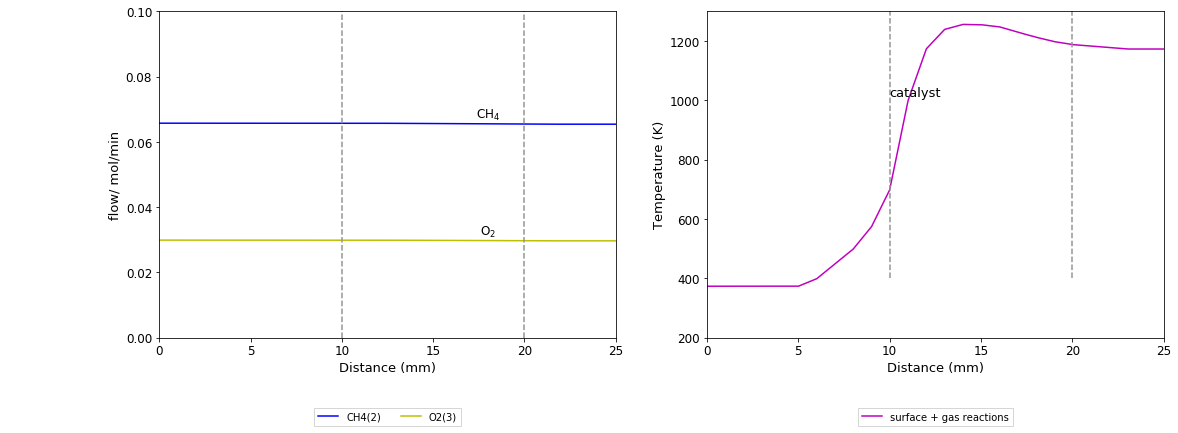 0.10
0.08
0.06
0.04
0.02
0.00
flow/ mol/min
CH₄
O₂
0 5 10 15 20 25
Distance (mm)
CH4(2) O2(3)
1200
1000
800
600
400
200
Temperature (K)
catalyst
0 5 10 15 20 25
Distance (mm)
surface + gas reactions